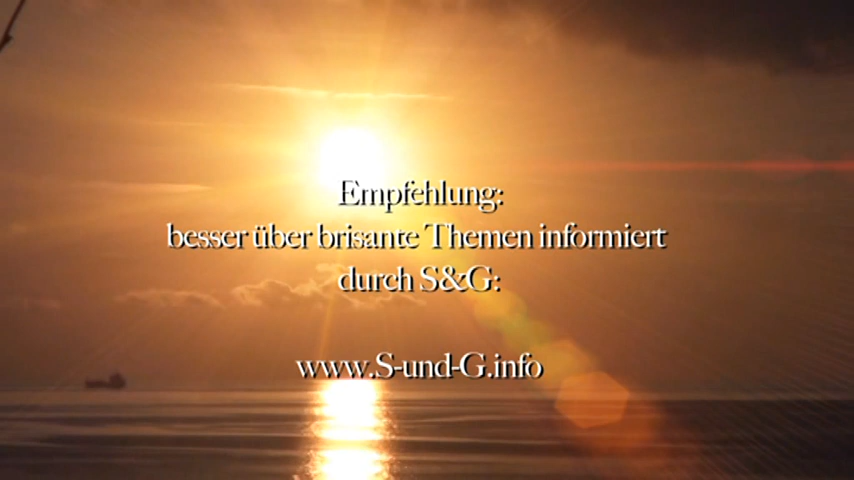 Empfehlung:
besser über brisante Themen informiert
durch S&G:
www.S-und-G.info